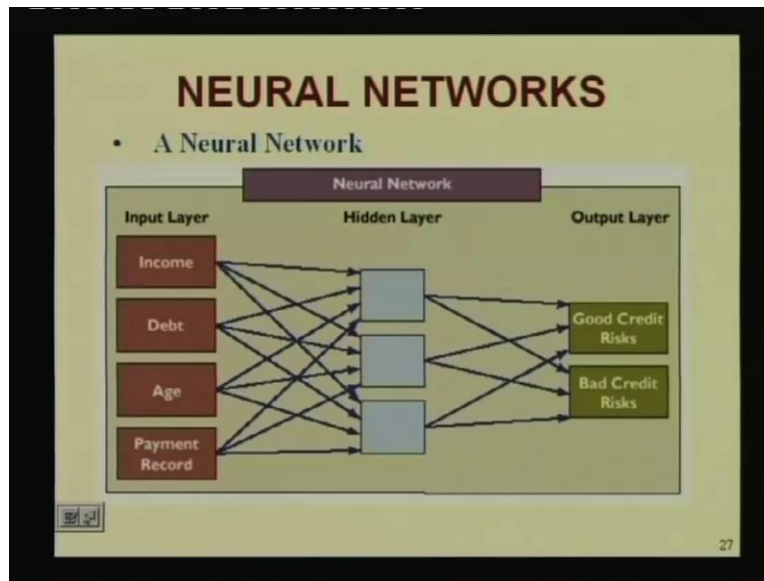 NEURAL NETWORKS
• A Neural Network
Neural Network
Input Layer
Hidden Layer
Output Layer
Income
Debt
Age
Payment
Record
Good Credit
Risks
Bad Credit
Risks
27